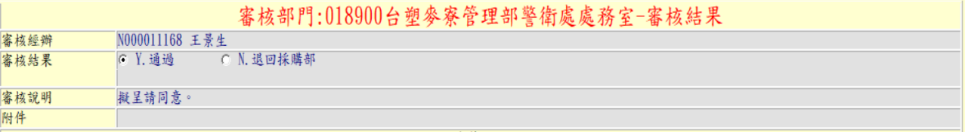 審核部門:018900台塑麥寮管理部警衛處處務室-審核結果
審核經辦 N000011168 王景生
審核結果 Y.通過 N.退回採購部
審核說明 擬呈請同意。
附件